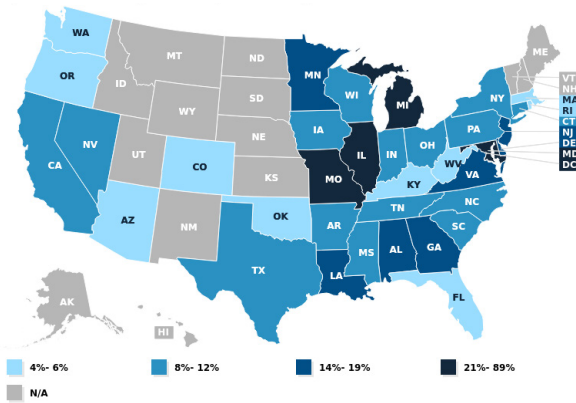 WA
OR
CA
NV
ID
MT
WY
UT
CO
AZ
NM
ND
SD
NE
KS
OK
TX
MN
IA
MO
AR
LA
WI
IL
MI
IN
OH
KY
TN
MS
AL
GA
FL
SC
NC
VA
WV
PA
NY
ME
VT
NH
MA
RI
CT
NJ
DE
MD
DC
AK
HI
4%- 6%
8%- 12%
14%- 19%
21%- 89%
N/A